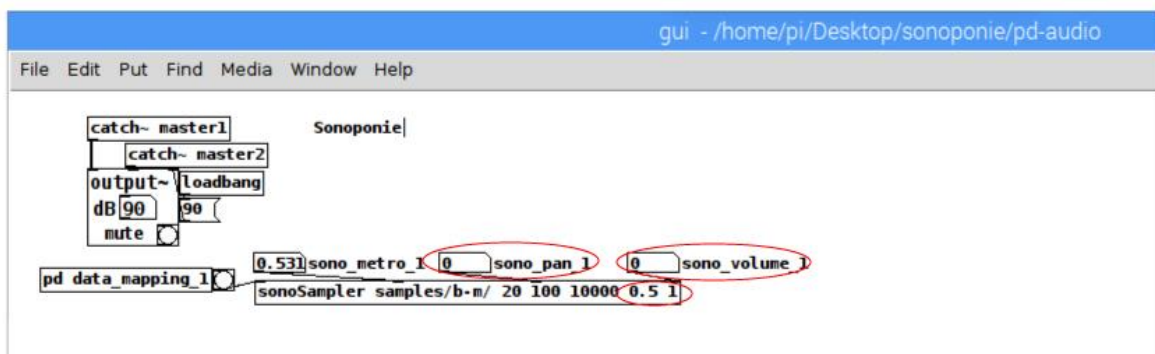 gui - /home/pi/Desktop/sonoponie/pd-audio
File Edit Put Find Media Window Help
catch~ master1
Sonoponie
catch~ master2
output~
loadbang
dB 90
90
mute
0.531 sono_metro_1 0 sono_pan_1 0 sono_volume_1
pd data_mapping_1
sonoSampler samples/b-m/ 20 100 10000 0.5 1